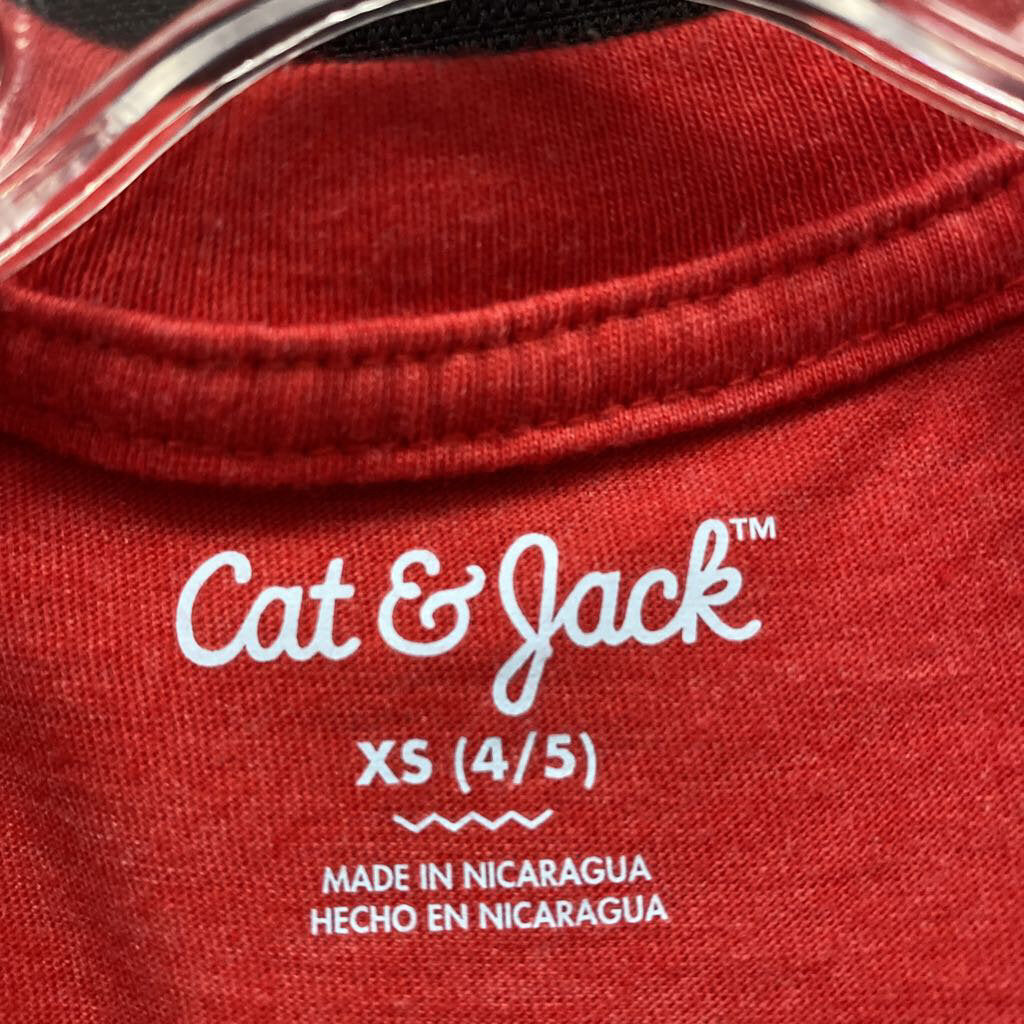 Cat & Jack™
XS (4/5)
MADE IN NICARAGUA
HECHO EN NICARAGUA